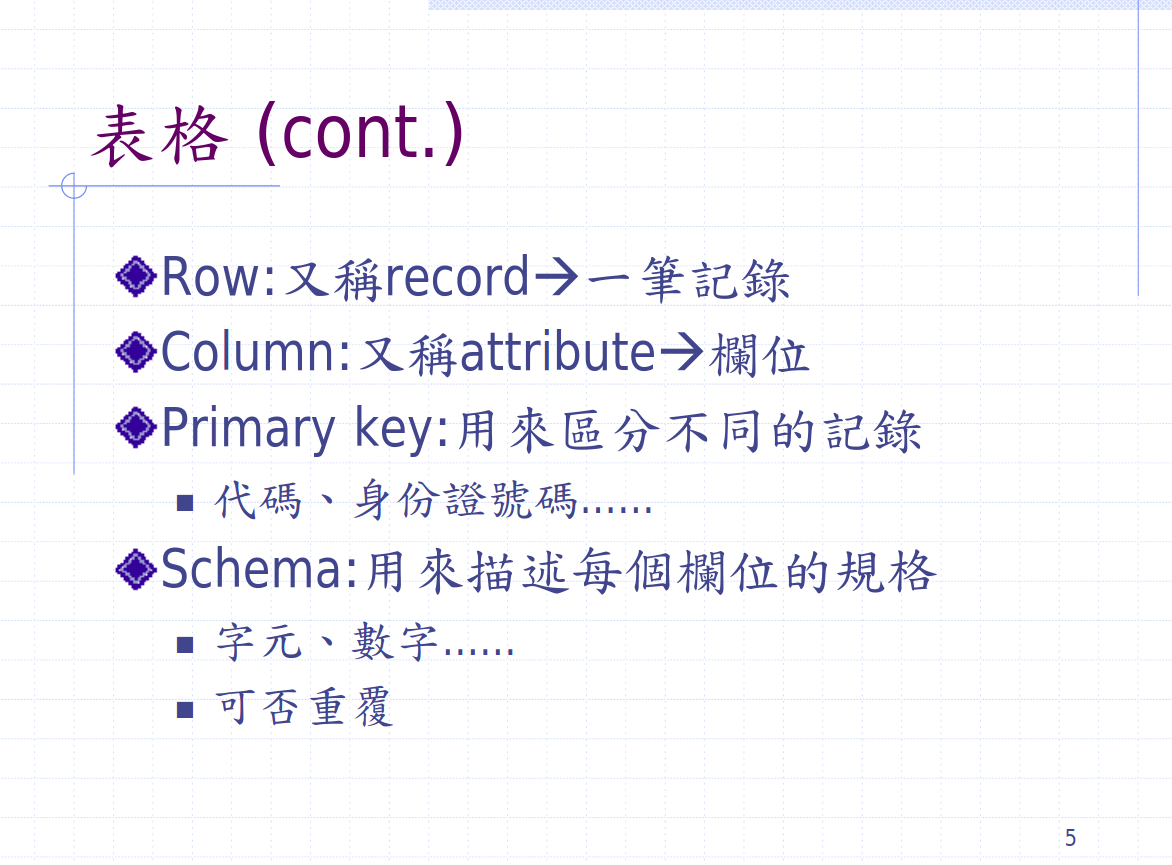 表格 (cont.)
Row:又稱record→一筆記錄
Column:又稱attribute→欄位
Primary key:用來區分不同的記錄
代碼、身份證號碼......
Schema:用來描述每個欄位的規格
字元、數字......
可否重覆
5